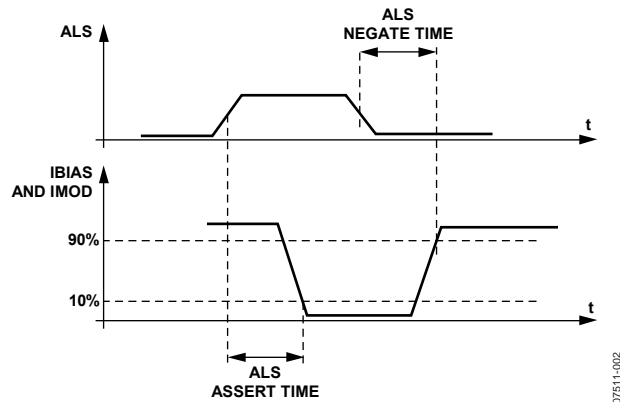 ALS
NEGATE TIME
ALS
t
IBIAS
AND IMOD
90%
10%
t
ALS
ASSERT TIME
07511-002